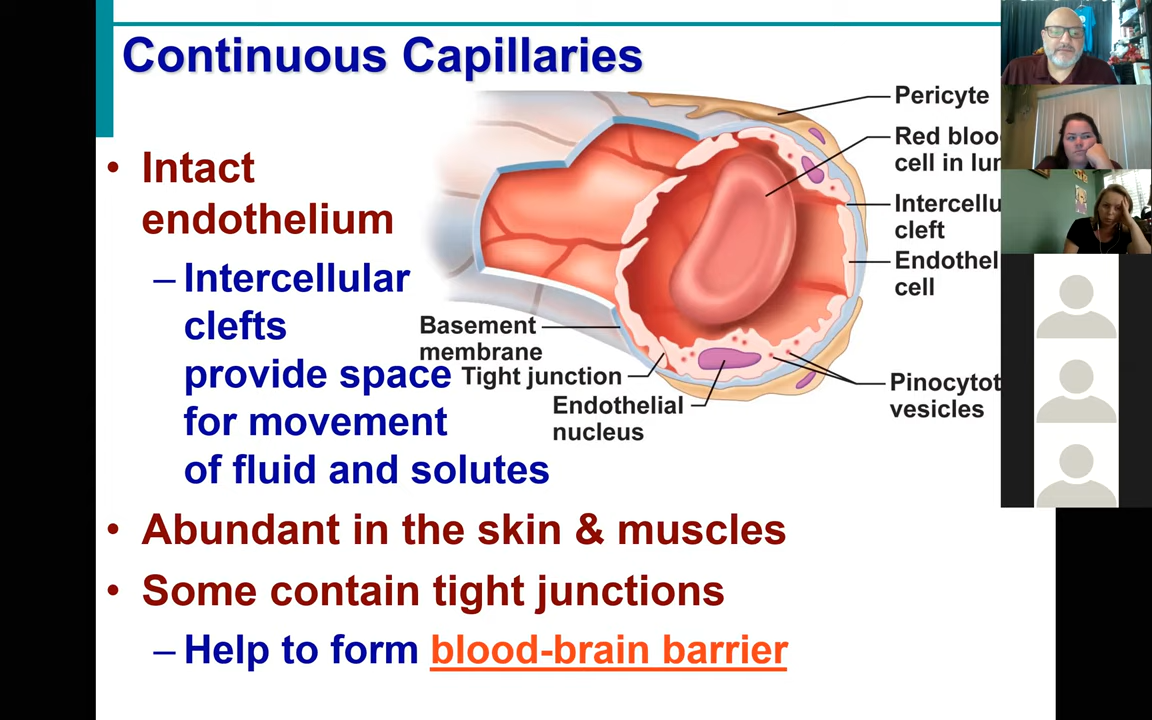 Continuous Capillaries
• Intact
endothelium
– Intercellular
clefts
provide space
for movement
of fluid and solutes
• Abundant in the skin & muscles
• Some contain tight junctions
– Help to form blood-brain barrier
Pericyte
Red bloo
cell in lu
Intercellu
cleft
Endothel
cell
Basement
membrane
Tight junction
Endothelial
nucleus
Pinocytot
vesicles